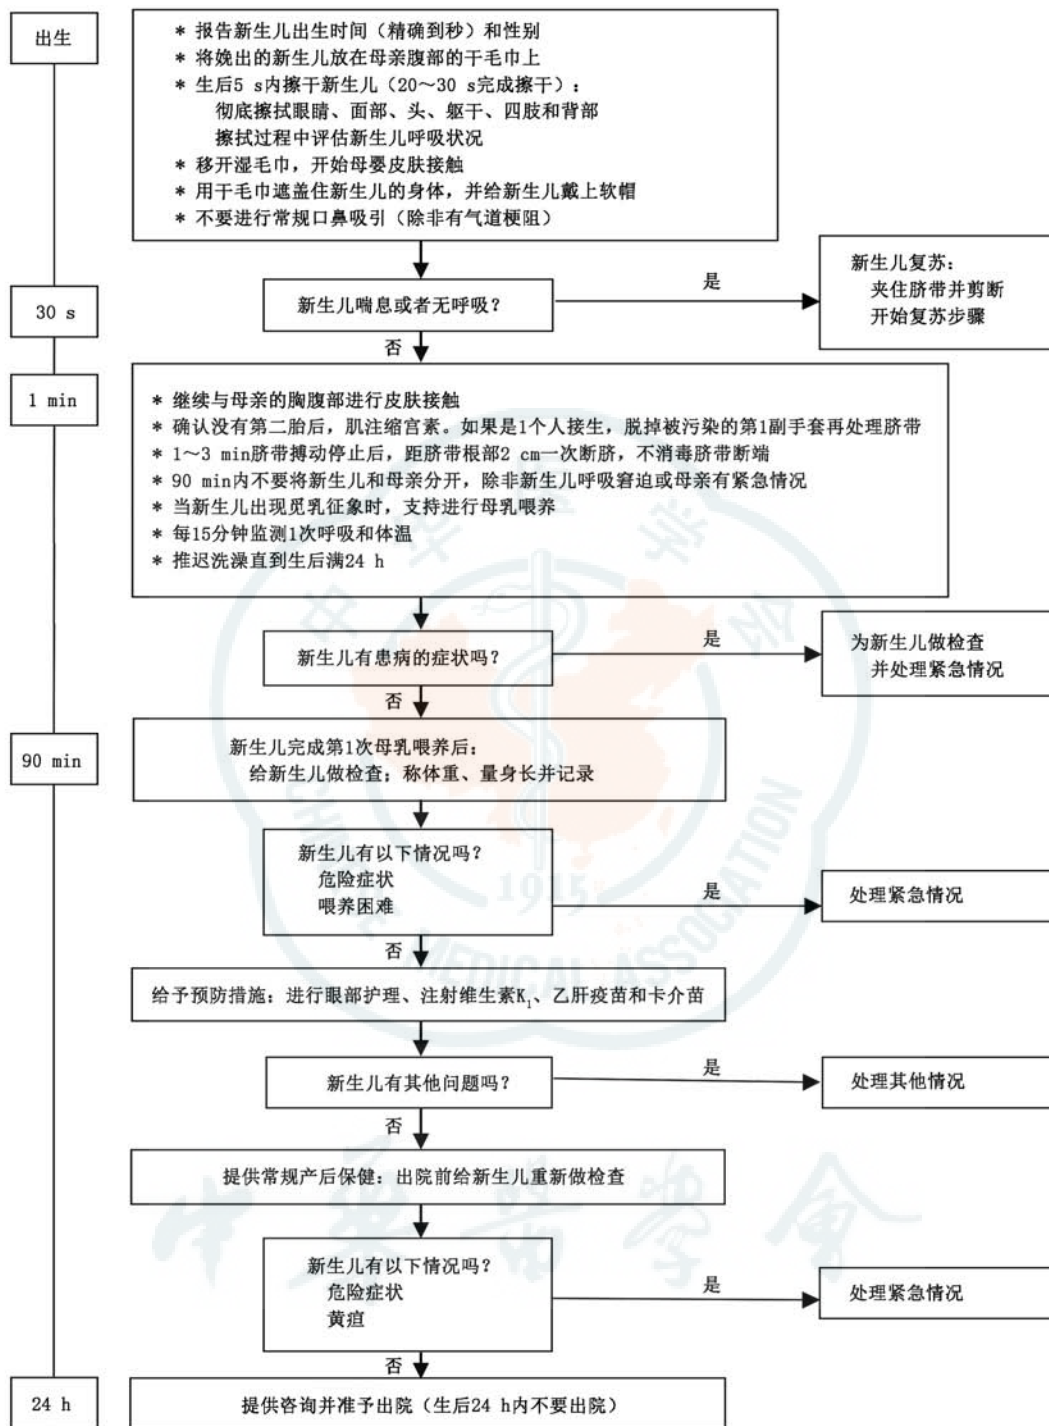 出生
* 报告新生儿出生时间（精确到秒）和性别
* 将娩出的新生儿放在母亲腹部的干毛巾上
* 生后5 s内擦干新生儿（20～30 s完成擦干）：
彻底擦拭眼睛、面部、头、躯干、四肢和背部
擦拭过程中评估新生儿呼吸状况
* 移开湿毛巾，开始母婴皮肤接触
* 用干毛巾遮盖住新生儿的身体，并给新生儿戴上软帽
* 不要进行常规口鼻吸引（除非有气道梗阻）
30 s
新生儿喘息或者无呼吸？
是
新生儿复苏：
夹住脐带并剪断
开始复苏步骤
否
1 min
* 继续与母亲的胸腹部进行皮肤接触
* 确认没有第二胎后，肌注缩宫素。如果是1个人接生，脱掉被污染的第1副手套再处理脐带
* 1～3 min脐带搏动停止后，距脐带根部2 cm一次断脐，不消毒脐带断端
* 90 min内不要将新生儿和母亲分开，除非新生儿呼吸窘迫或母亲有紧急情况
* 当新生儿出现觅乳征象时，支持进行母乳喂养
* 每15分钟监测1次呼吸和体温
* 推迟洗澡直到生后满24 h
新生儿有患病的症状吗？
是
为新生儿做检查
并处理紧急情况
否
90 min
新生儿完成第1次母乳喂养后：
给新生儿做检查；称体重、量身长并记录
新生儿有以下情况吗？
危险症状
喂养困难
是
处理紧急情况
否
给予预防措施：进行眼部护理、注射维生素K₁、乙肝疫苗和卡介苗
新生儿有其他问题吗？
是
处理其他情况
否
提供常规产后保健：出院前给新生儿重新做检查
新生儿有以下情况吗？
危险症状
黄疸
是
处理紧急情况
否
24 h
提供咨询并准予出院（生后24 h内不要出院）
中华医学会
CHINESE MEDICAL ASSOCIATION
1915
中华医学会